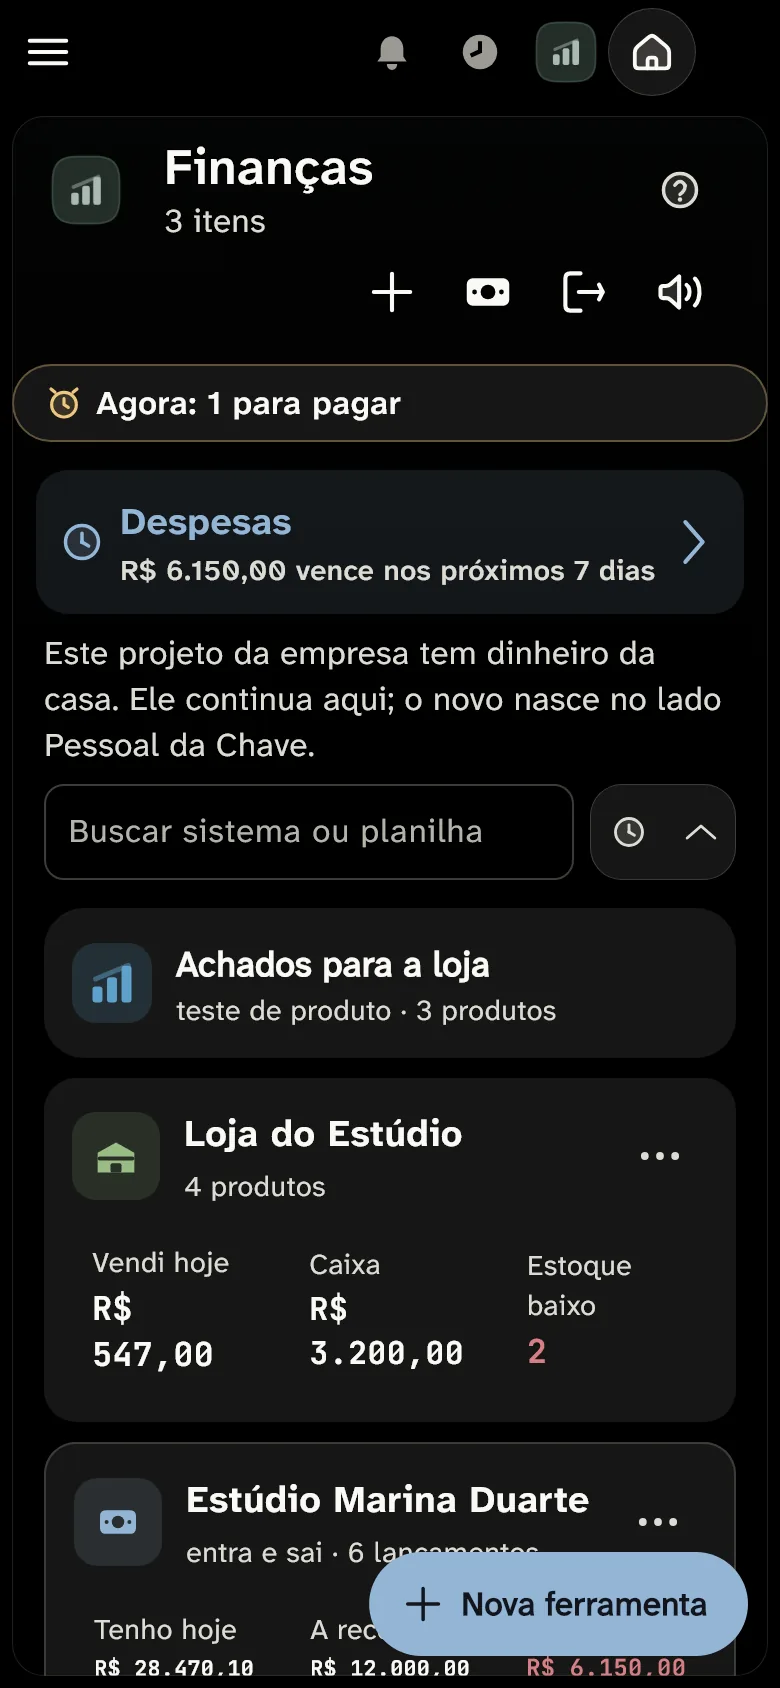 Finanças
3 itens
Agora: 1 para pagar
Despesas
R$ 6.150,00 vence nos próximos 7 dias
Este projeto da empresa tem dinheiro da
casa. Ele continua aqui; o novo nasce no lado
Pessoal da Chave.
Buscar sistema ou planilha
Achados para a loja
teste de produto · 3 produtos
Loja do Estúdio
4 produtos
Vendi hoje
R$
547,00
Caixa
R$
3.200,00
Estoque
baixo
2
Estúdio Marina Duarte
entra e sai · 6 lançamentos
Nova ferramenta
Tenho hoje
R$ 28.470,10
A rec
R$ 12.000,00
R$ 6.150,00